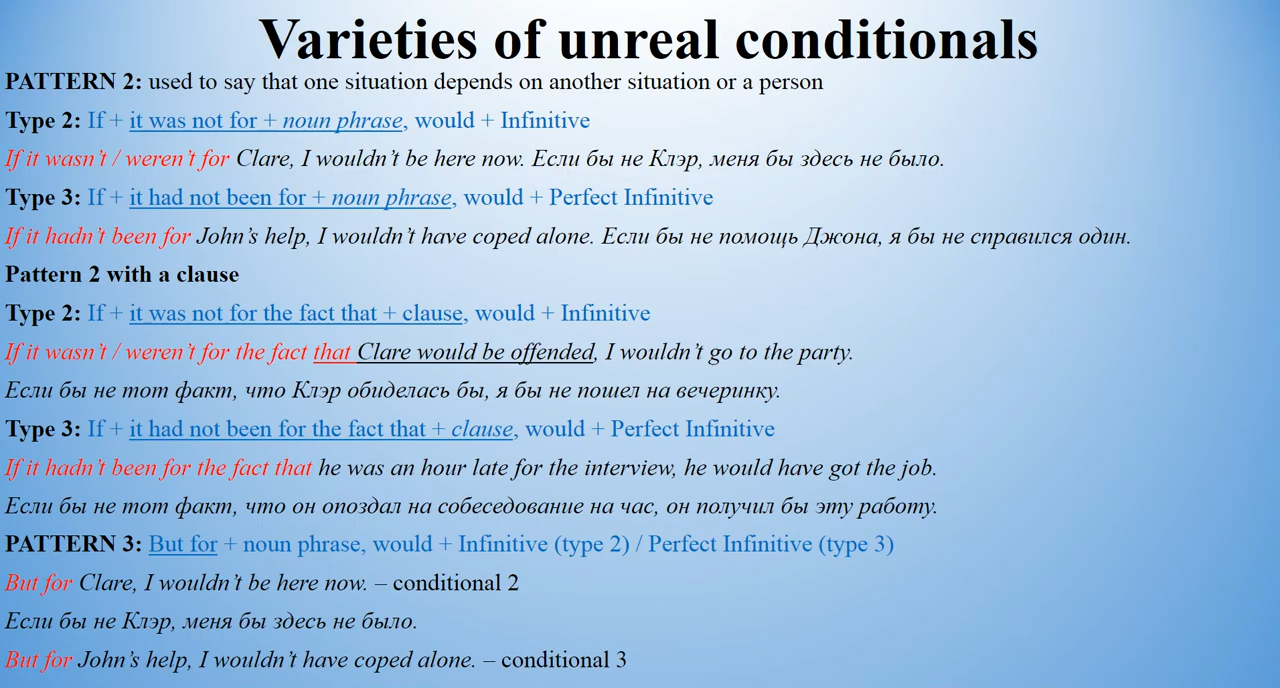 Varieties of unreal conditionals
PATTERN 2: used to say that one situation depends on another situation or a person
Type 2: If + it was not for + noun phrase, would + Infinitive
If it wasn’t / weren’t for Clare, I wouldn’t be here now. Если бы не Клэр, меня бы здесь не было.
Type 3: If + it had not been for + noun phrase, would + Perfect Infinitive
If it hadn’t been for John’s help, I wouldn’t have coped alone. Если бы не помощь Джона, я бы не справился один.
Pattern 2 with a clause
Type 2: If + it was not for the fact that + clause, would + Infinitive
If it wasn’t / weren’t for the fact that Clare would be offended, I wouldn’t go to the party.
Если бы не тот факт, что Клэр обиделась бы, я бы не пошел на вечеринку.
Type 3: If + it had not been for the fact that + clause, would + Perfect Infinitive
If it hadn’t been for the fact that he was an hour late for the interview, he would have got the job.
Если бы не тот факт, что он опоздал на собеседование на час, он получил бы эту работу.
PATTERN 3: But for + noun phrase, would + Infinitive (type 2) / Perfect Infinitive (type 3)
But for Clare, I wouldn’t be here now. – conditional 2
Если бы не Клэр, меня бы здесь не было.
But for John’s help, I wouldn’t have coped alone. – conditional 3